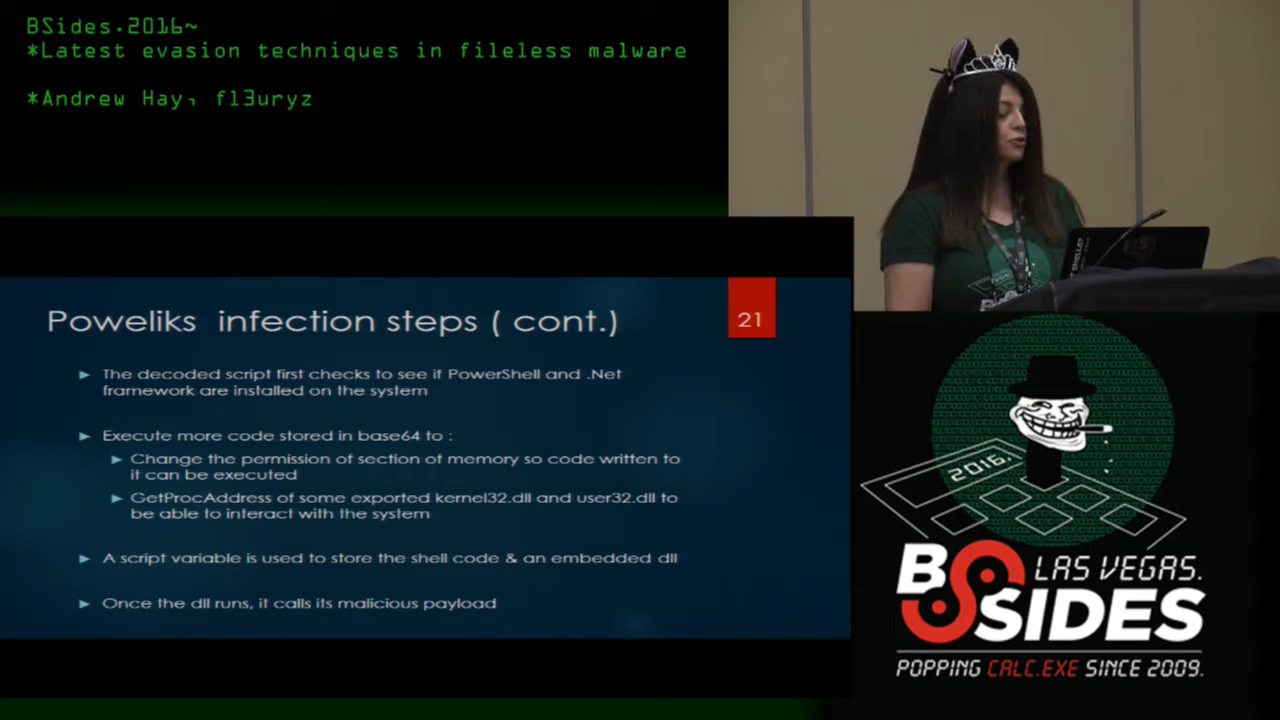 BSides.2016~
*Latest evasion techniques in fileless malware
*Andrew Hay, fl3uryz
Poweliks infection steps ( cont.)
21
► The decoded script first checks to see if PowerShell and .Net
framework are installed on the system
► Execute more code stored in base64 to :
► Change the permission of section of memory so code written to
it can be executed
► GetProcAddress of some exported kernel32.dll and user32.dll to
be able to interact with the system
► A script variable is used to store the shell code & an embedded dll
► Once the dll runs, it calls its malicious payload
2016.
BSIDES
LAS VEGAS.
POPPING CALC.EXE SINCE 2009.